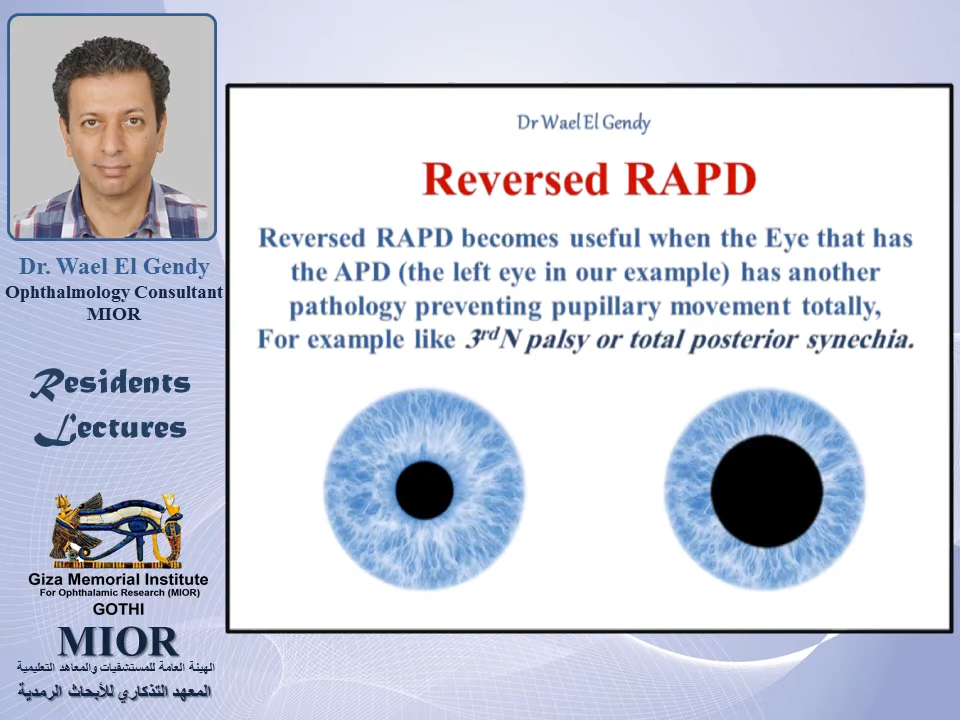 Dr. Wael El Gendy
Ophthalmology Consultant
MIOR
Residents
Lectures
Giza Memorial Institute
For Ophthalamic Research (MIOR)
GOTHI
MIOR
الهيئة العامة للمستشفيات والمعاهد التعليمية
المعهد التذكاري للأبحاث الرمدية
Dr Wael El Gendy
Reversed RAPD
Reversed RAPD becomes useful when the Eye that has
the APD (the left eye in our example) has another
pathology preventing pupillary movement totally,
For example like 3rdN palsy or total posterior synechia.